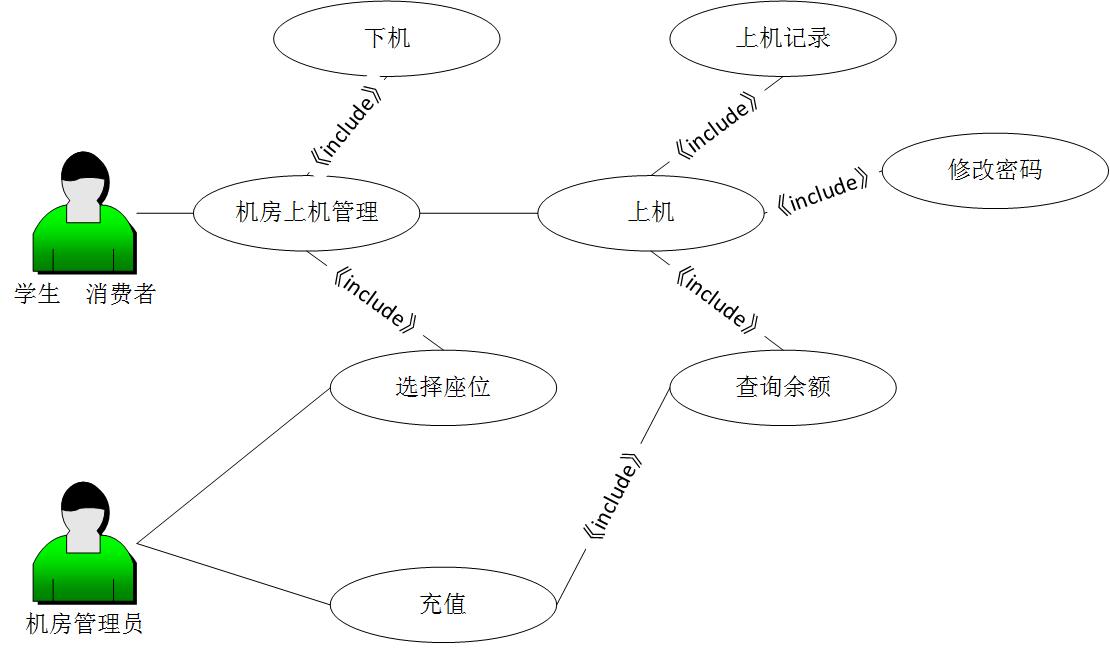 下机
上机记录
《include》
《include》
修改密码
《include》
机房上机管理
上机
学生　消费者
《include》
《include》
选择座位
查询余额
《include》
充值
机房管理员